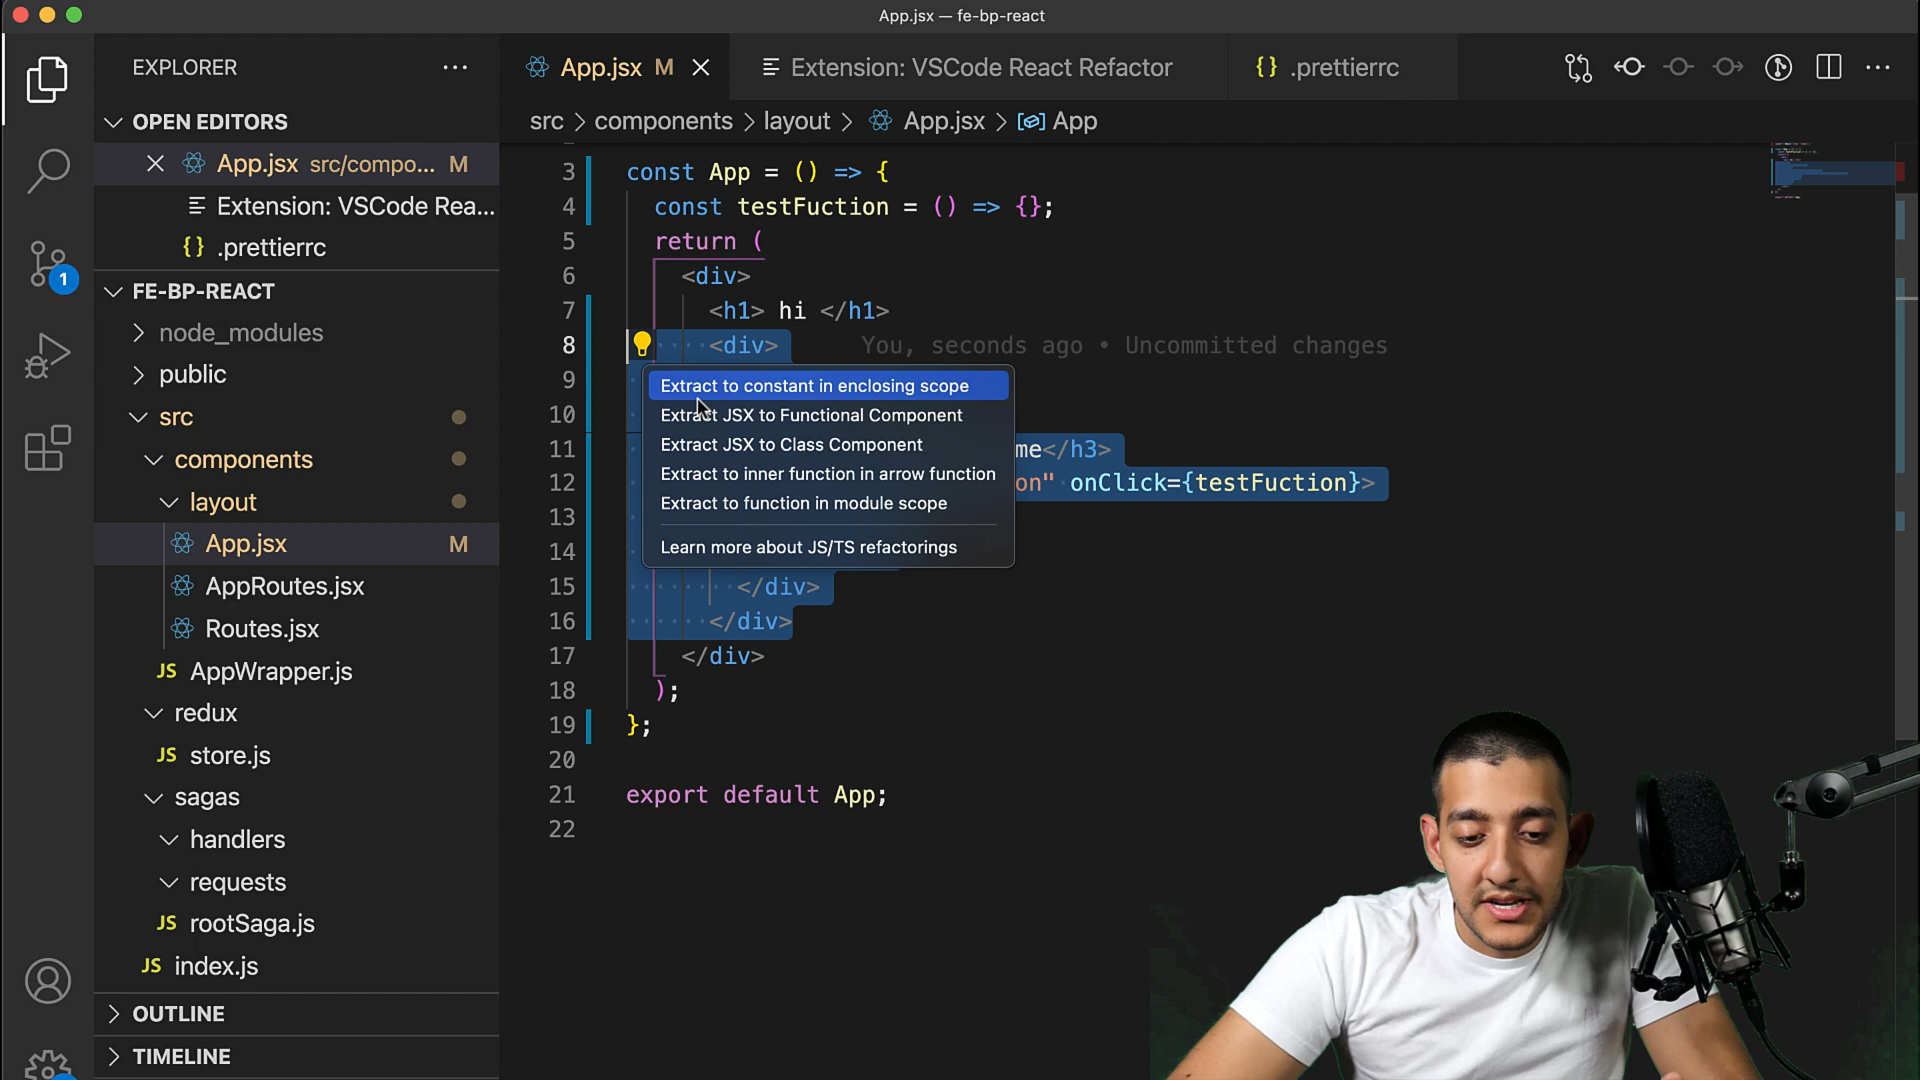 App.jsx — fe-bp-react
EXPLORER
App.jsx M
Extension: VSCode React Refactor
{} .prettierrc
OPEN EDITORS
src > components > layout > App.jsx > App
App.jsx src/compo... M
Extension: VSCode Rea...
{} .prettierrc
1
FE-BP-REACT
node_modules
public
src
components
layout
App.jsx M
AppRoutes.jsx
Routes.jsx
JS AppWrapper.js
redux
JS store.js
sagas
handlers
requests
JS rootSaga.js
JS index.js
OUTLINE
TIMELINE
3 const App = () => {
4 const testFuction = () => {};
5 return (
6 <div>
7 <h1> hi </h1>
8 <div> You, seconds ago • Uncommitted changes
9
10
11 me</h3>
12 on" onClick={testFuction}>
13
14
15 </div>
16 </div>
17 </div>
18 );
19 };
20
21 export default App;
22
Extract to constant in enclosing scope
Extract JSX to Functional Component
Extract JSX to Class Component
Extract to inner function in arrow function
Extract to function in module scope
Learn more about JS/TS refactorings